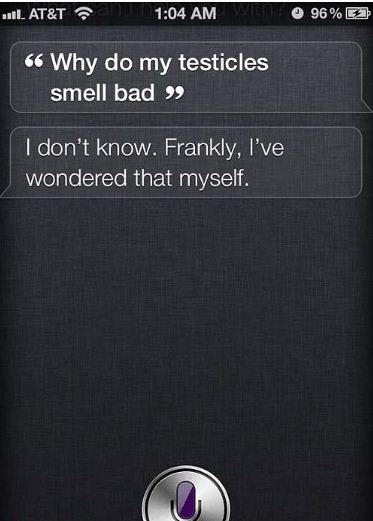 AT&T 1:04 AM 96%
“ Why do my testicles
smell bad ”
I don't know. Frankly, I've
wondered that myself.